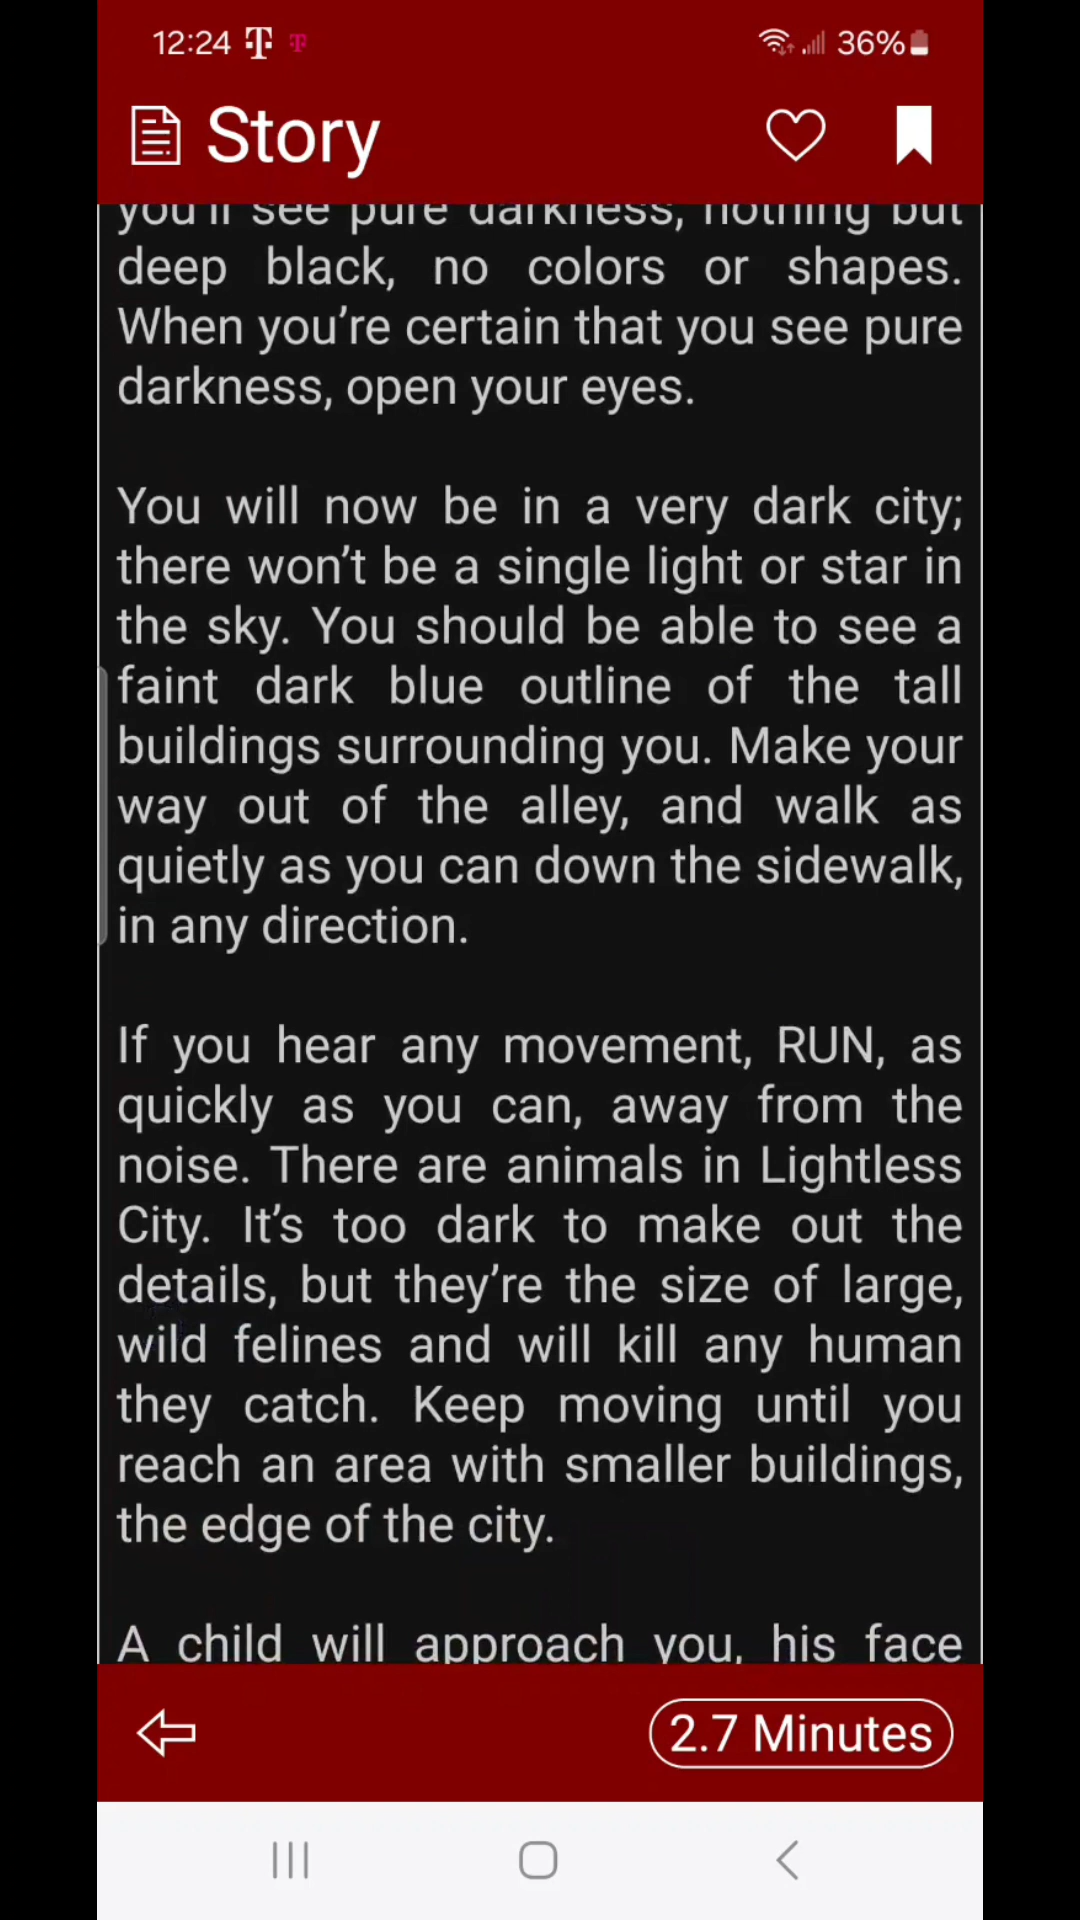 12:24 T T 36%
Story
you'll see pure darkness, nothing but
deep black, no colors or shapes.
When you’re certain that you see pure
darkness, open your eyes.
You will now be in a very dark city;
there won’t be a single light or star in
the sky. You should be able to see a
faint dark blue outline of the tall
buildings surrounding you. Make your
way out of the alley, and walk as
quietly as you can down the sidewalk,
in any direction.
If you hear any movement, RUN, as
quickly as you can, away from the
noise. There are animals in Lightless
City. It’s too dark to make out the
details, but they’re the size of large,
wild felines and will kill any human
they catch. Keep moving until you
reach an area with smaller buildings,
the edge of the city.
A child will approach you, his face
2.7 Minutes